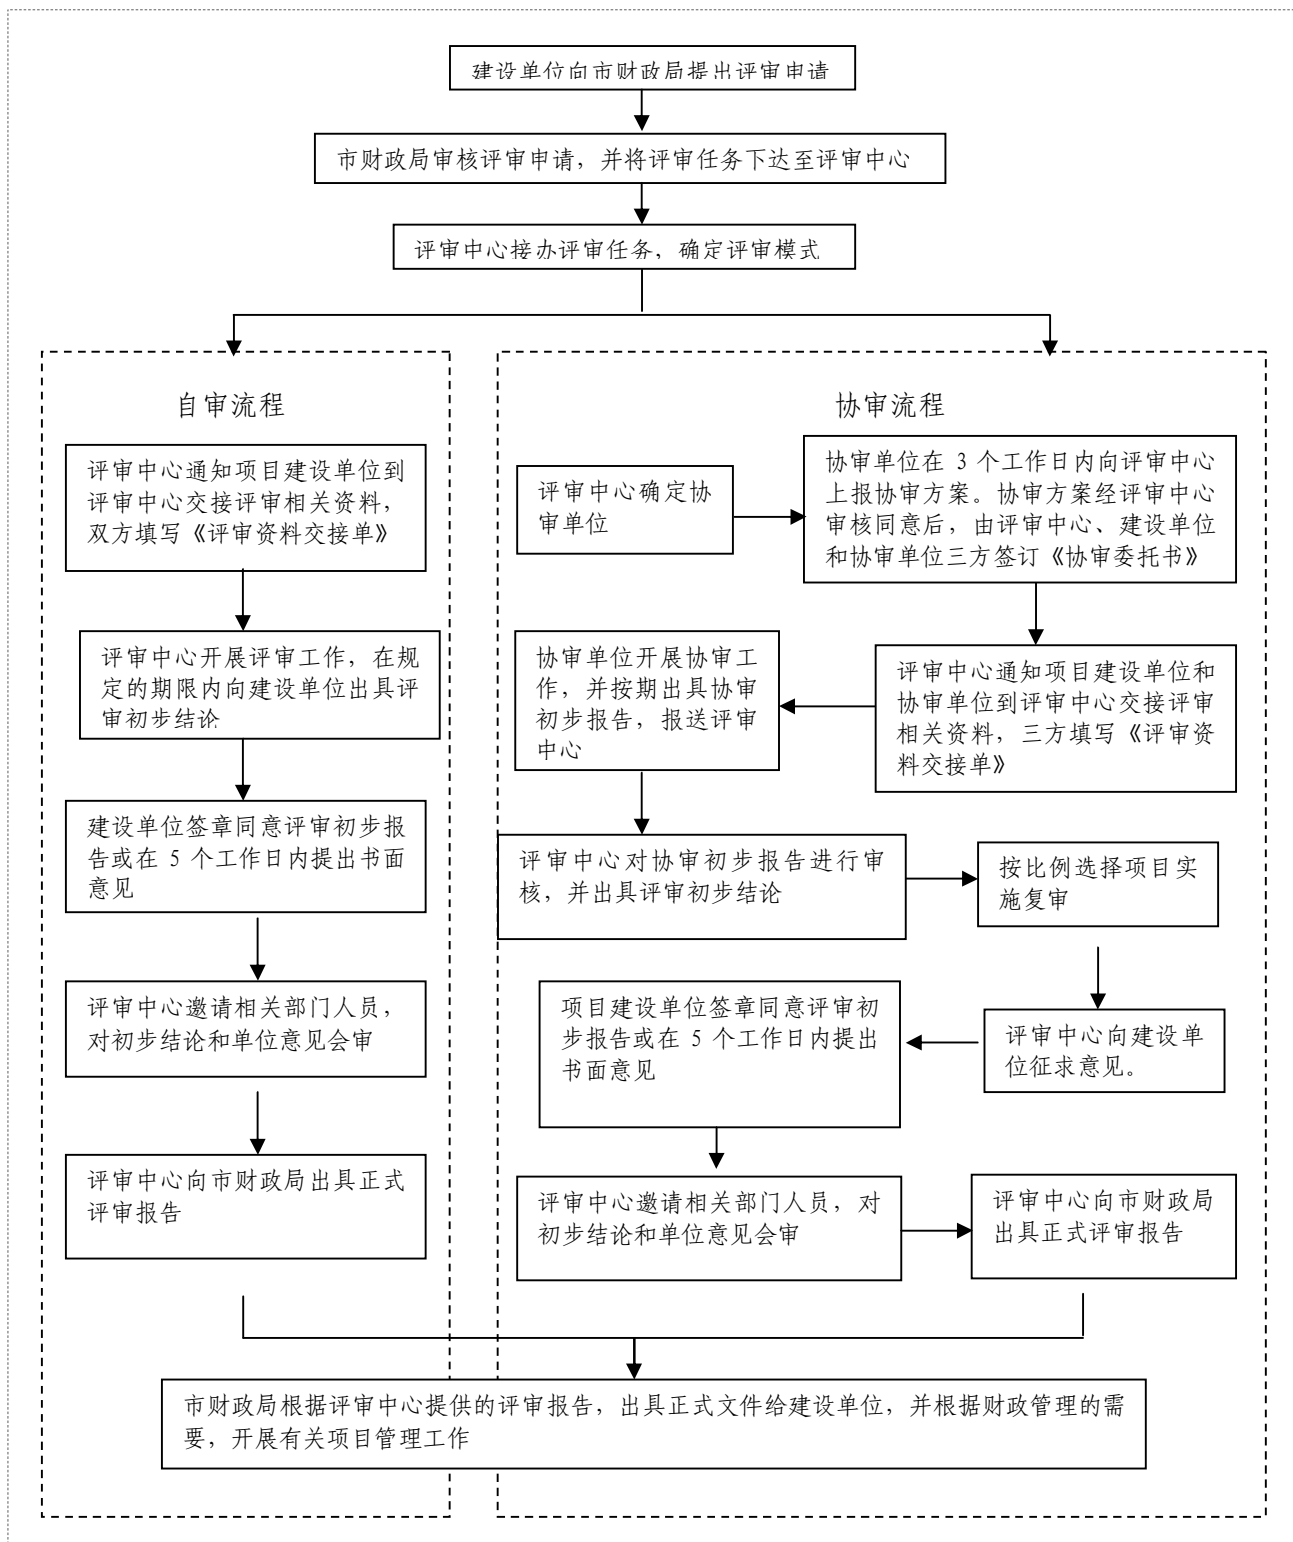 建设单位向市财政局提出评审申请
市财政局审核评审申请，并将评审任务下达至评审中心
评审中心接办评审任务，确定评审模式
自审流程
评审中心通知项目建设单位到
评审中心交接评审相关资料，
双方填写《评审资料交接单》
评审中心开展评审工作，在规
定的期限内向建设单位出具评
审初步结论
建设单位签章同意评审初步报
告或在 5 个工作日内提出书面
意见
评审中心邀请相关部门人员，
对初步结论和单位意见会审
评审中心向市财政局出具正式
评审报告
协审流程
评审中心确定协
审单位
协审单位在 3 个工作日内向评审中心
上报协审方案。协审方案经评审中心
审核同意后，由评审中心、建设单位
和协审单位三方签订《协审委托书》
评审中心通知项目建设单位和
协审单位到评审中心交接评审
相关资料，三方填写《评审资
料交接单》
协审单位开展协审工
作，并按期出具协审
初步报告，报送评审
中心
评审中心对协审初步报告进行审
核，并出具评审初步结论
按比例选择项目实
施复审
评审中心向建设单
位征求意见。
项目建设单位签章同意评审初
步报告或在 5 个工作日内提出
书面意见
评审中心邀请相关部门人员，对
初步结论和单位意见会审
评审中心向市财政局
出具正式评审报告
市财政局根据评审中心提供的评审报告，出具正式文件给建设单位，并根据财政管理的需
要，开展有关项目管理工作